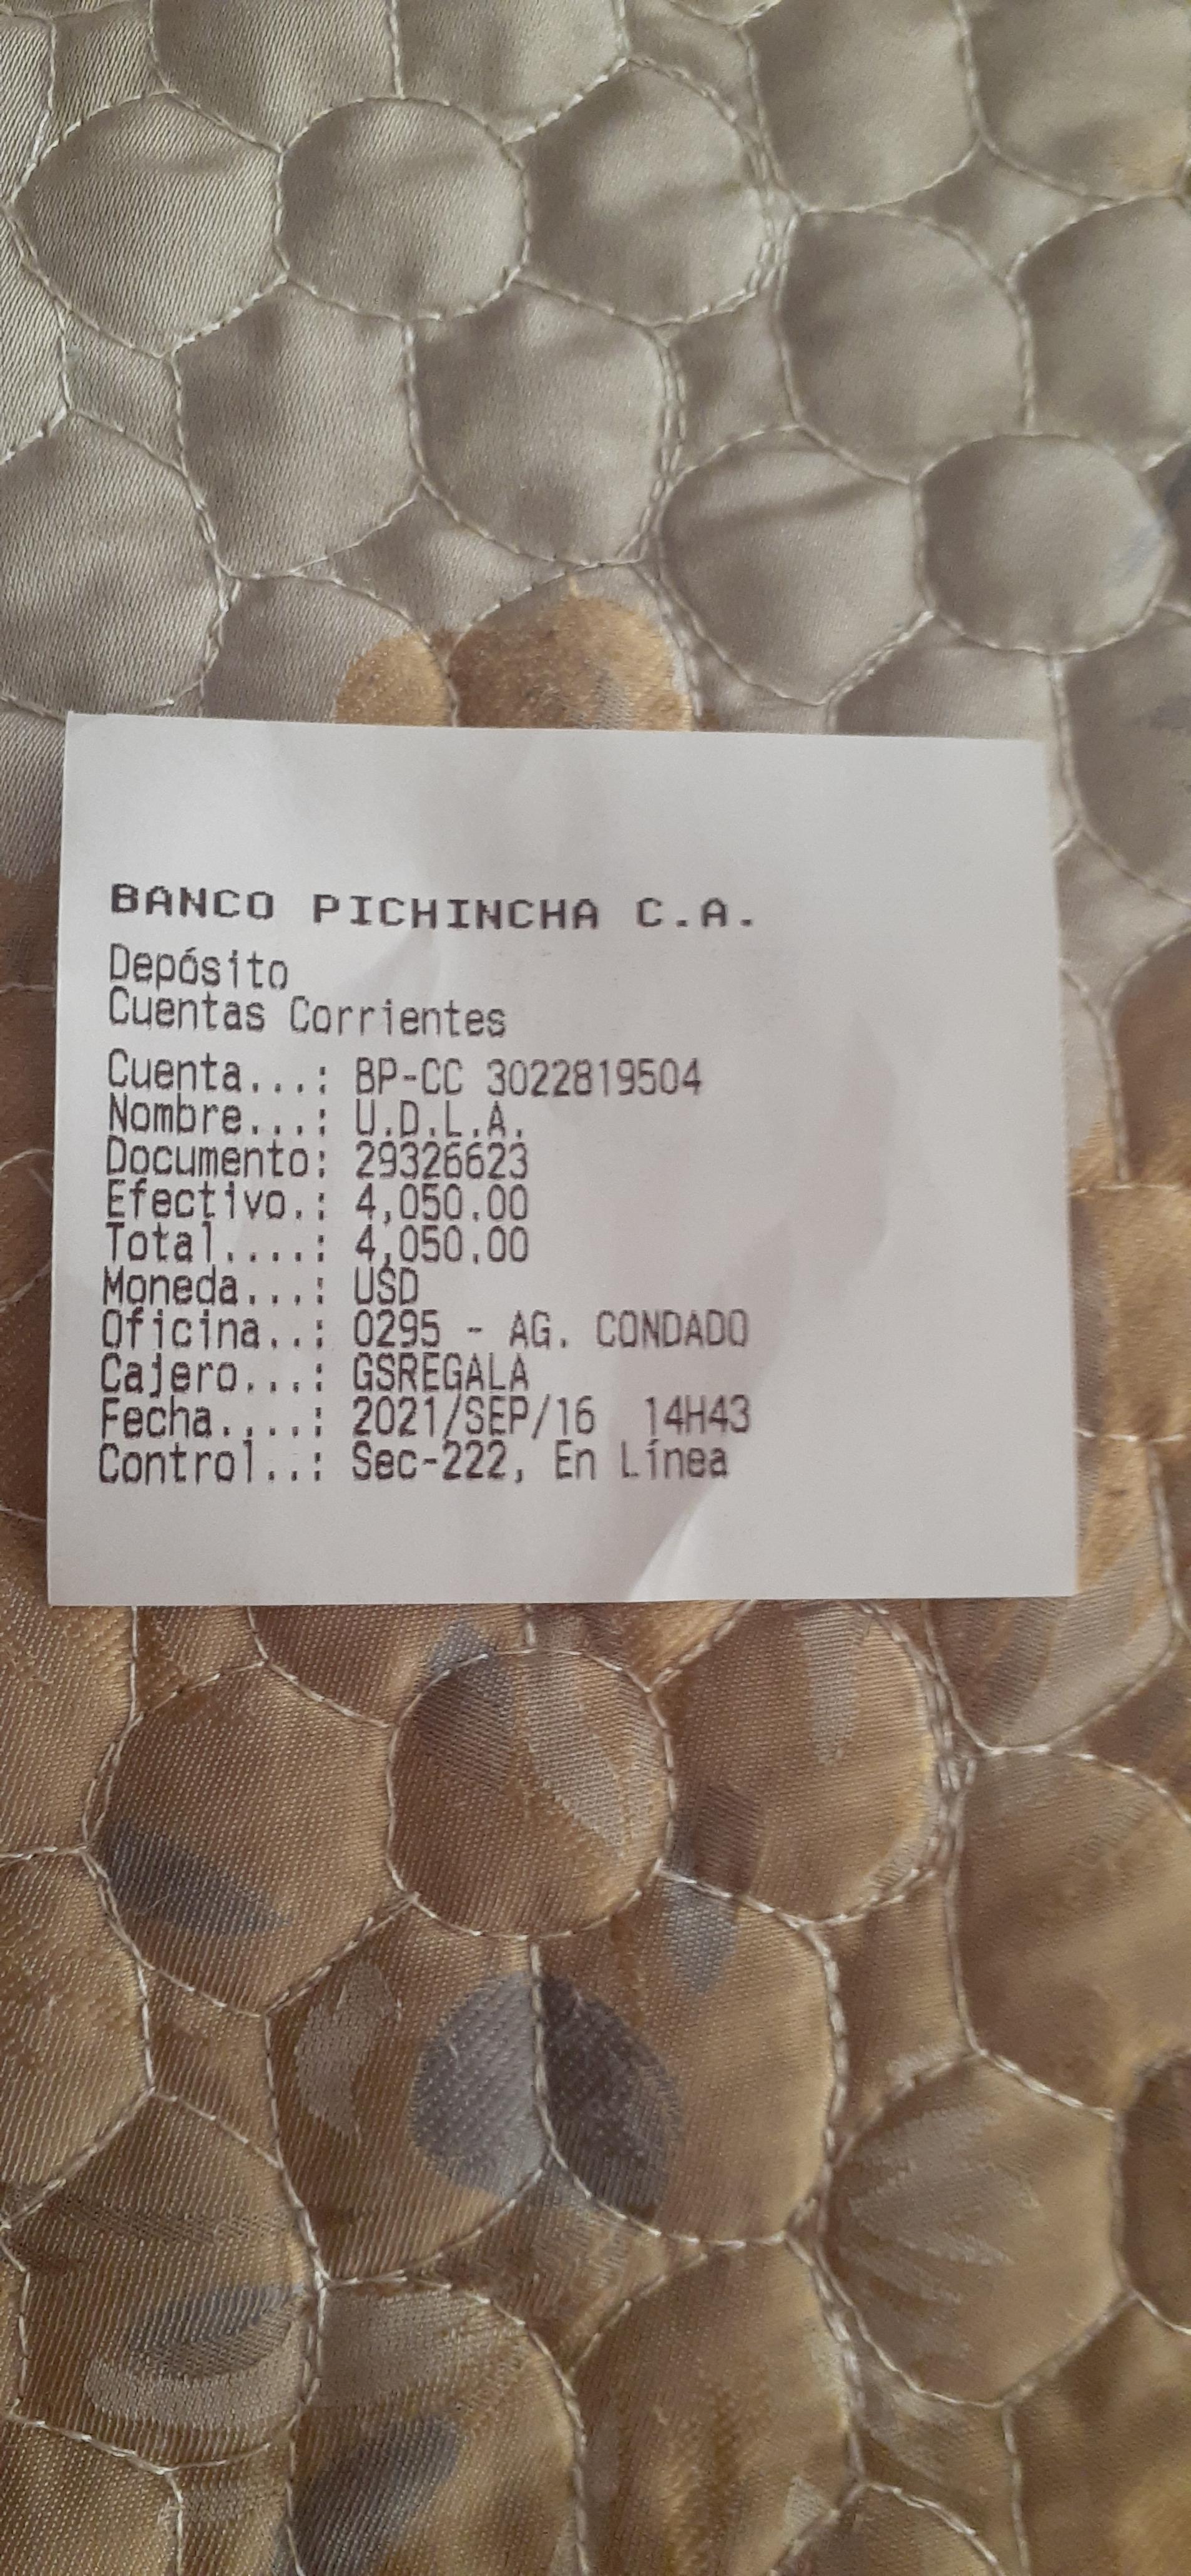 BANCO PICHINCHA C.A.
Depósito
Cuentas Corrientes
Cuenta...: BP-CC 3022819504
Nombre...: U.D.L.A.
Documento: 29326623
Efectivo.: 4,050.00
Total....: 4,050.00
Moneda...: USD
Oficina..: 0295 - AG. CONDADO
Cajero...: GSREGALA
Fecha....: 2021/SEP/16 14H43
Control..: Sec-222, En Línea